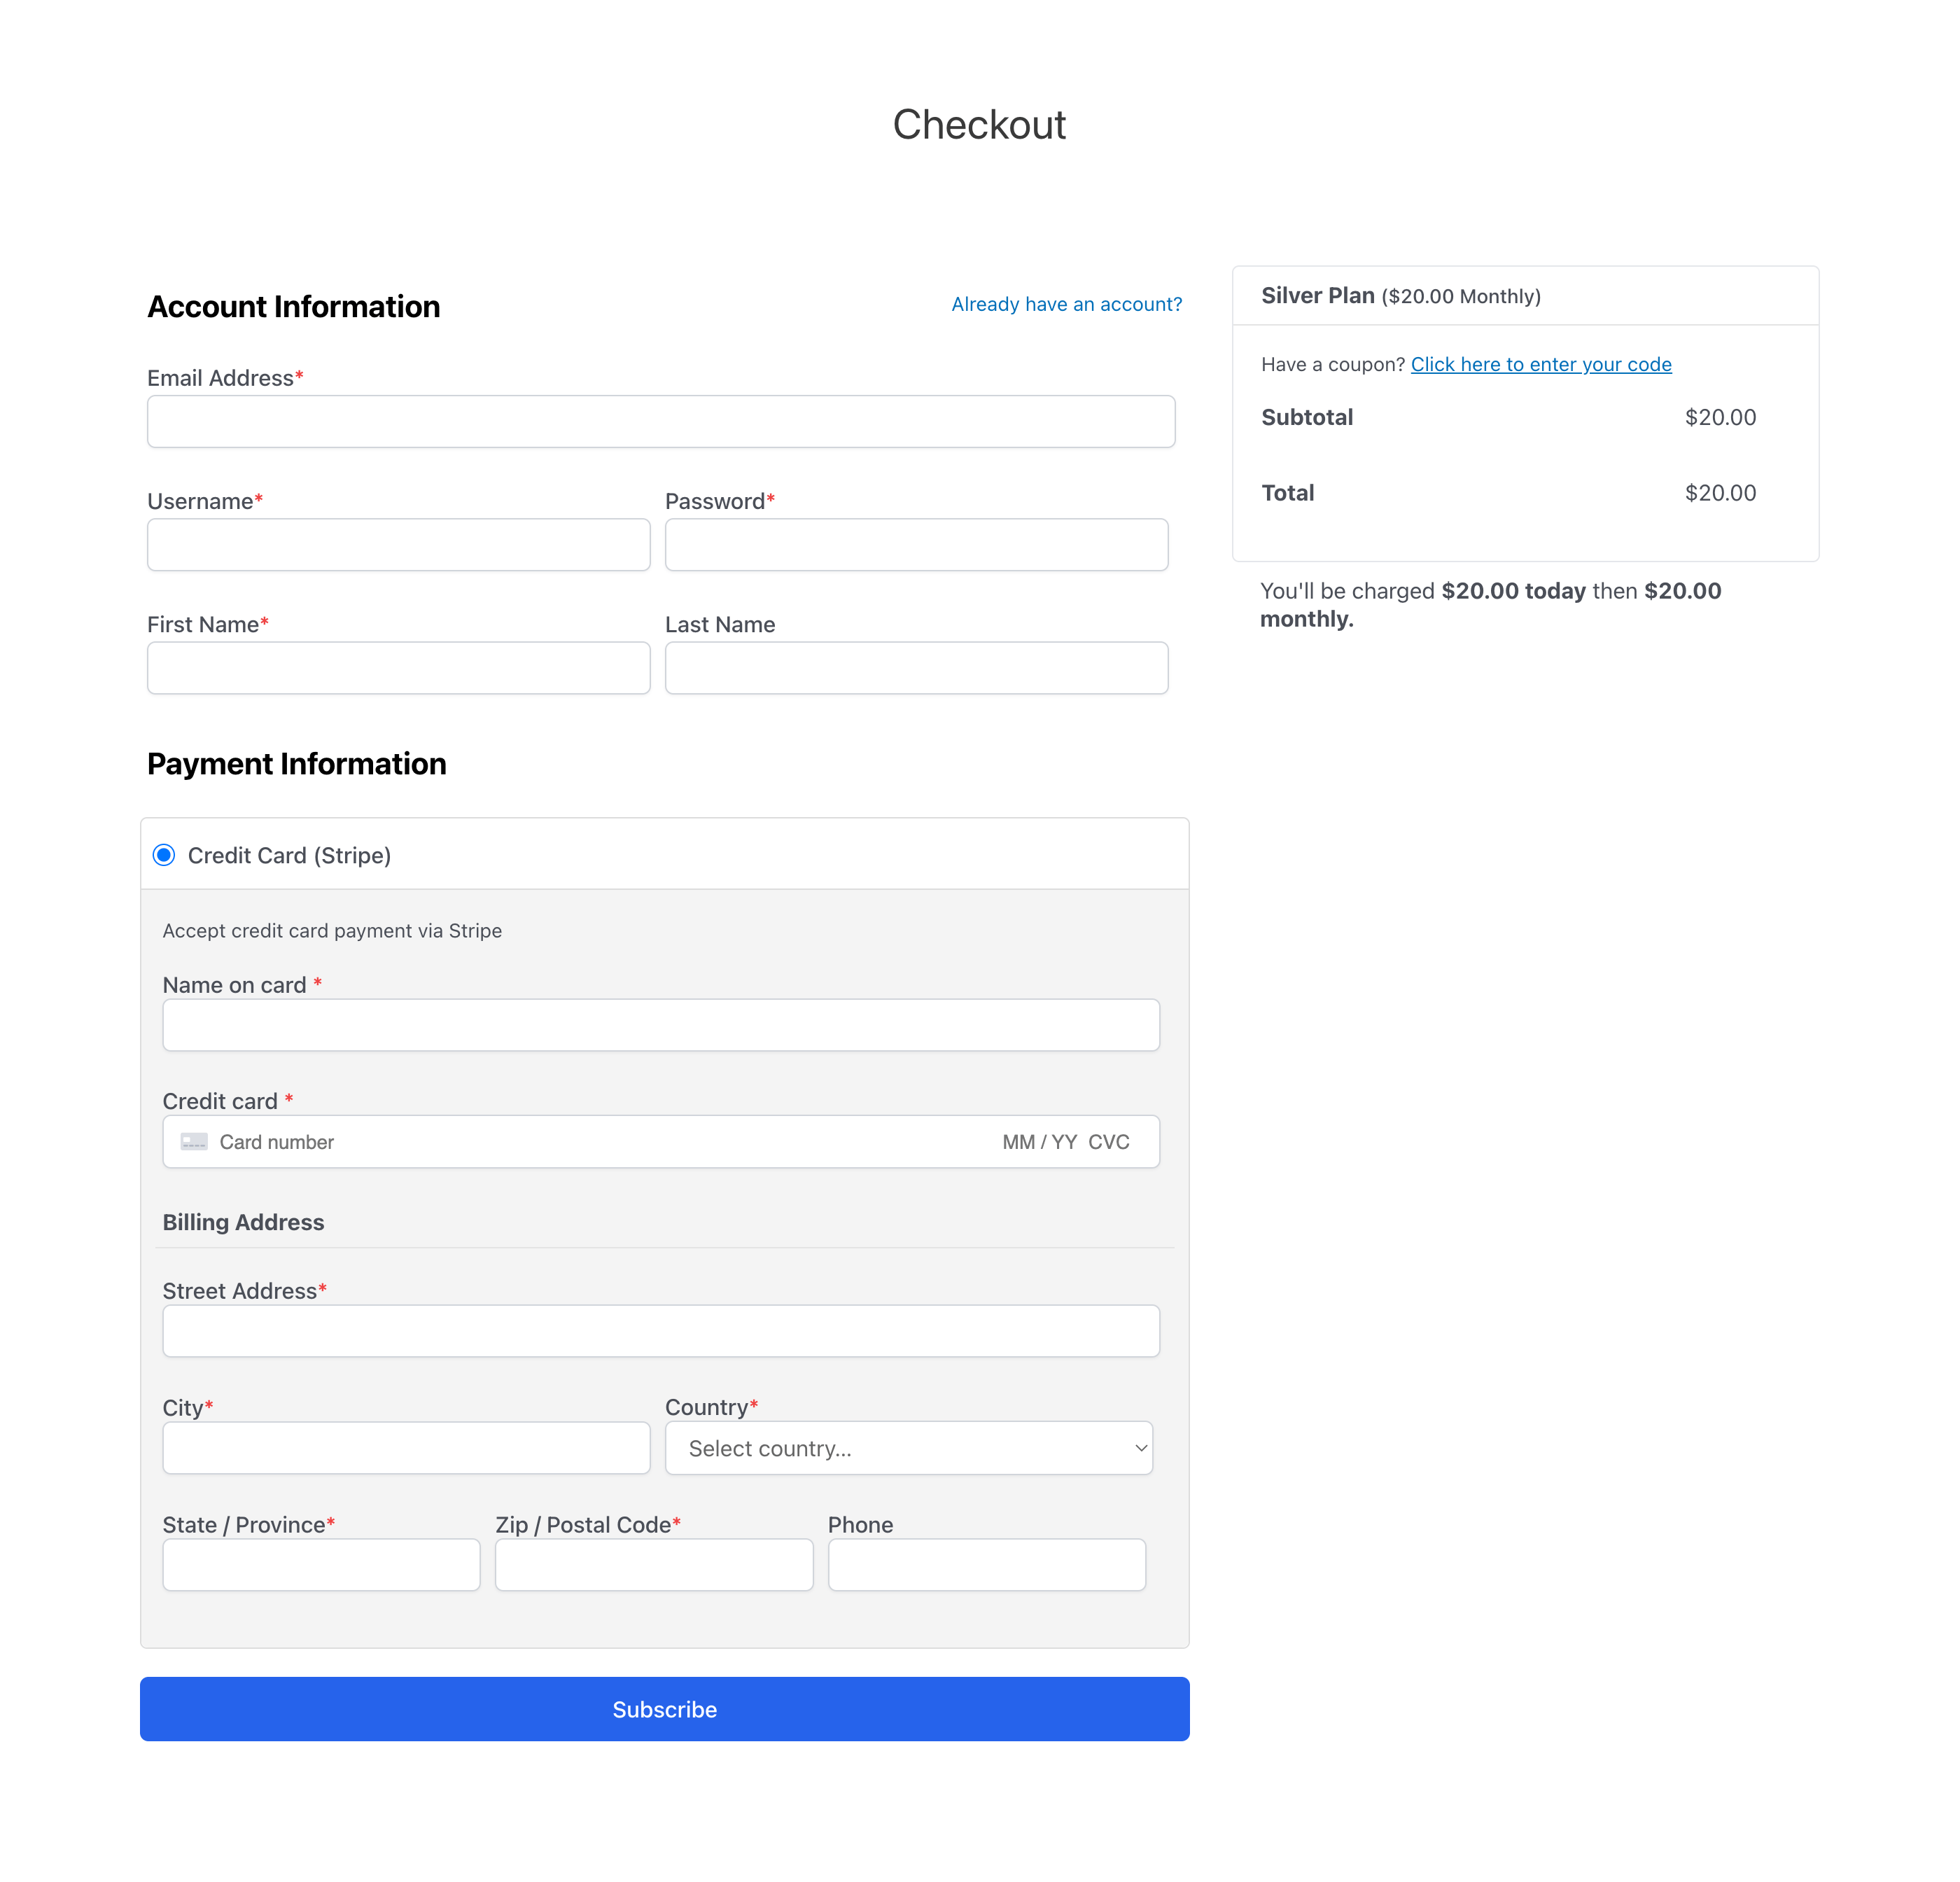 Checkout
Account Information
Already have an account?
Email Address*
Username*
Password*
First Name*
Last Name
Payment Information
Credit Card (Stripe)
Accept credit card payment via Stripe
Name on card *
Credit card *
Card number
MM / YY CVC
Billing Address
Street Address*
City*
Country*
Select country...
State / Province*
Zip / Postal Code*
Phone
Subscribe
Silver Plan ($20.00 Monthly)
Have a coupon? Click here to enter your code
Subtotal $20.00
Total $20.00
You'll be charged $20.00 today then $20.00
monthly.